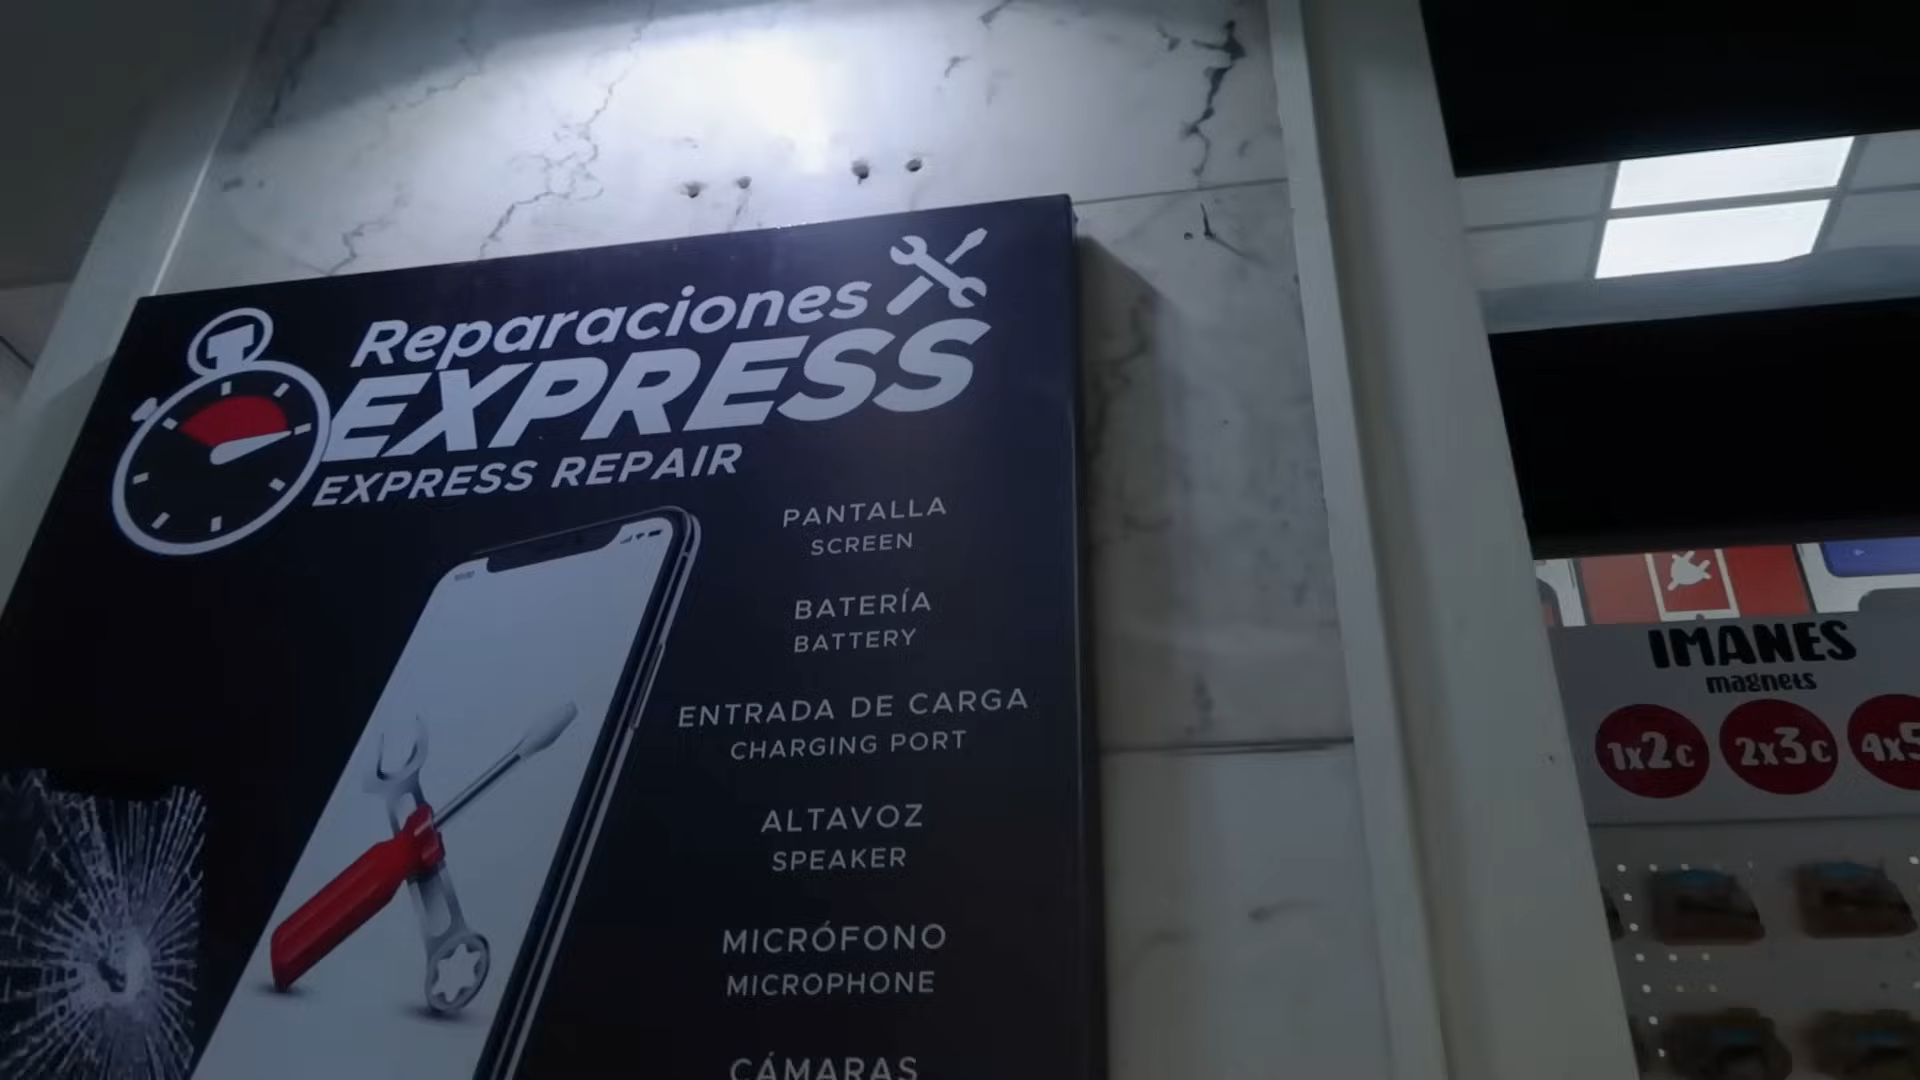 Reparaciones
EXPRESS
EXPRESS REPAIR
PANTALLA
SCREEN
BATERÍA
BATTERY
ENTRADA DE CARGA
CHARGING PORT
ALTAVOZ
SPEAKER
MICRÓFONO
MICROPHONE
CÁMARAS
IMANES
magnets
1x2€
2x3€
4x5